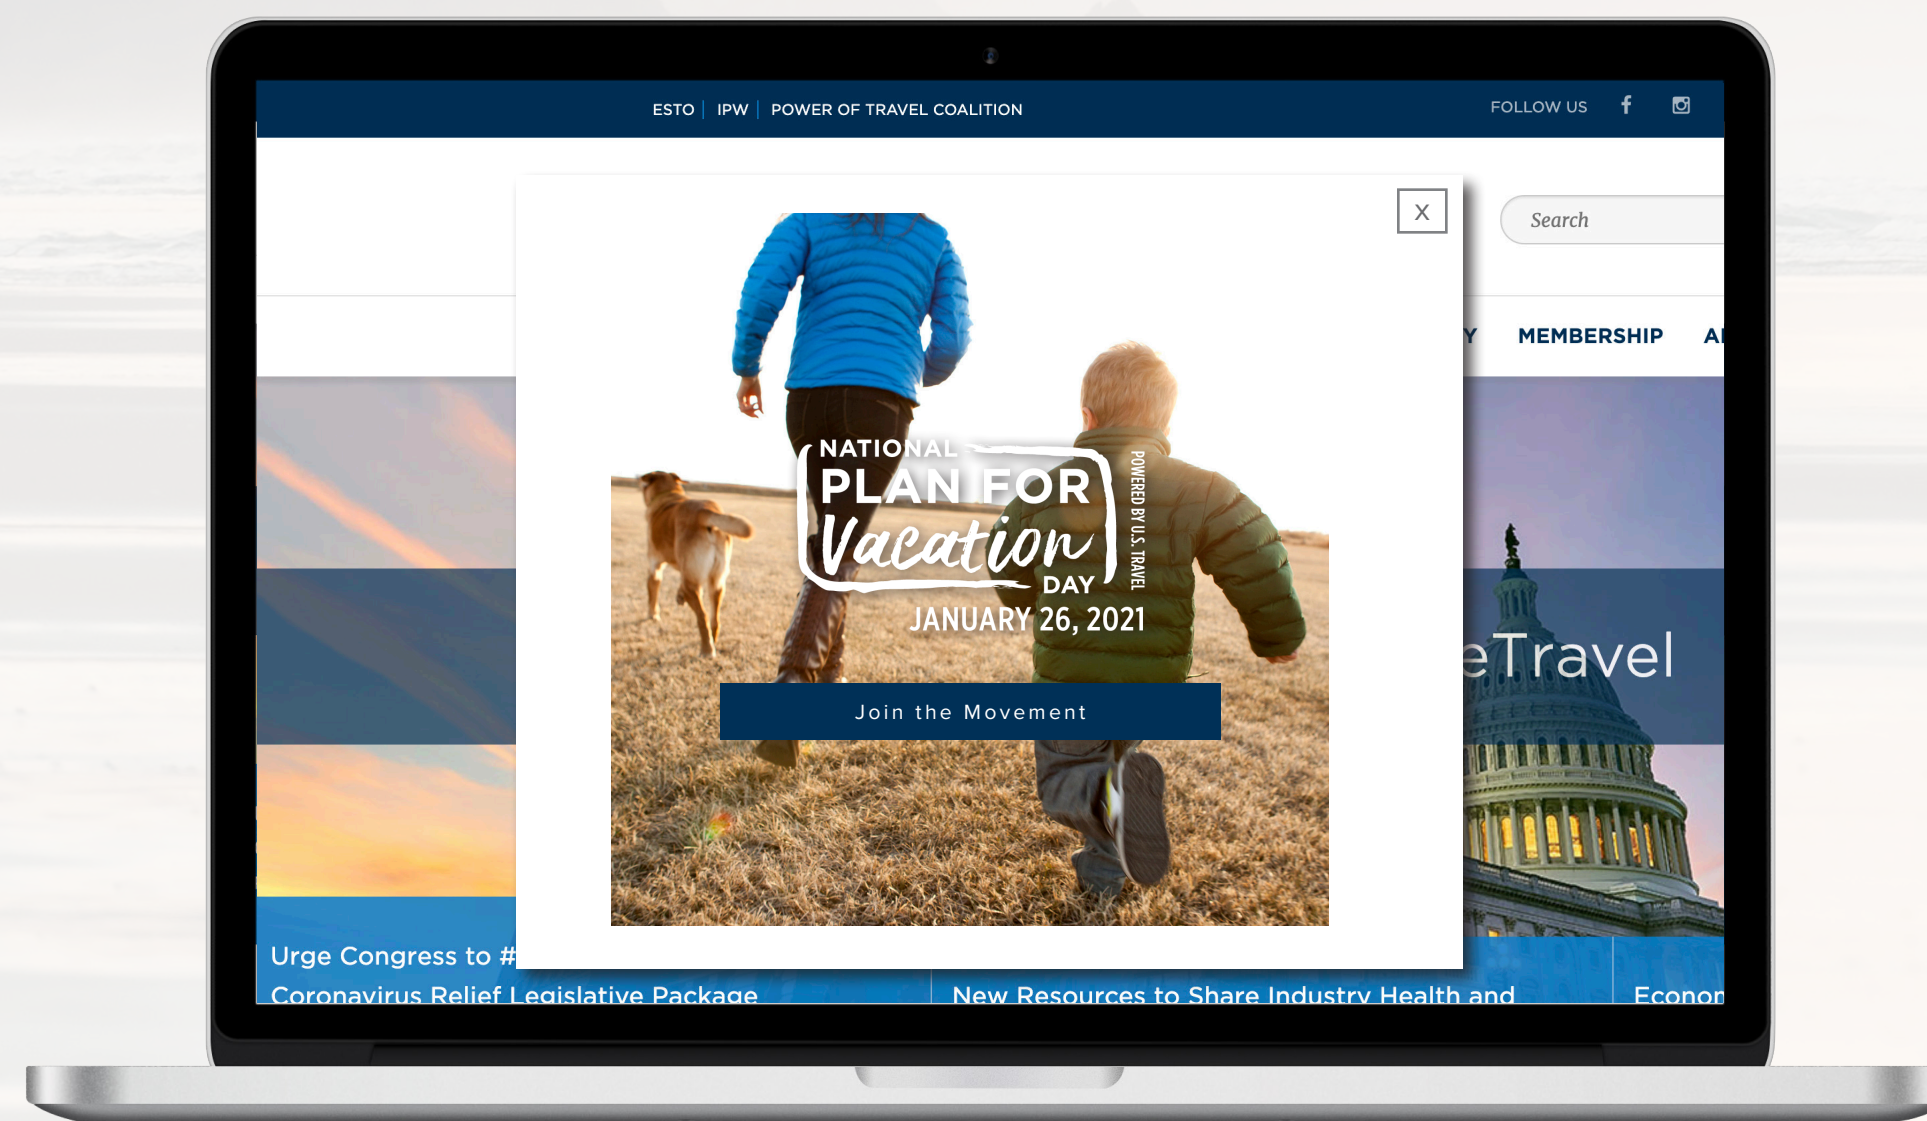 ESTO | IPW | POWER OF TRAVEL COALITION
FOLLOW US
Search
X
MEMBERSHIP
NATIONAL
PLAN FOR
Vacation
DAY
POWERED BY U.S. TRAVEL
JANUARY 26, 2021
Join the Movement
eTravel
Urge Congress to #
Coronavirus Relief Legislative Package
New Resources to Share Industry Health and